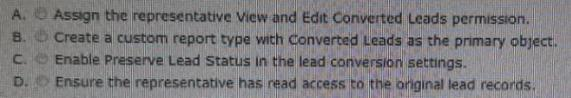 A. Assign the representative View and Edit Converted Leads permission.
B. Create a custom report type with Converted Leads as the primary object.
C. Enable Preserve Lead Status in the lead conversion settings.
D. Ensure the representative has read access to the original lead records.